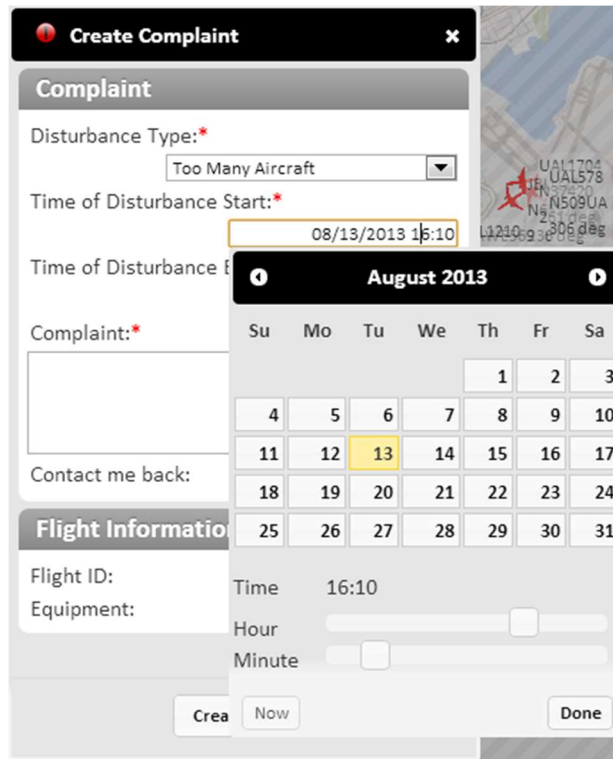 Create Complaint
Complaint
Disturbance Type:*
Too Many Aircraft
Time of Disturbance Start:*
08/13/2013 16:10
Time of Disturbance
Complaint:*
Contact me back:
Flight Informatio
Flight ID:
Equipment:
Crea
August 2013
Su Mo Tu We Th Fr Sa
1 2 3
4 5 6 7 8 9 10
11 12 13 14 15 16 17
18 19 20 21 22 23 24
25 26 27 28 29 30 31
Time 16:10
Hour
Minute
Now Done
UAL1704
UAL578
N509UA
306 deg